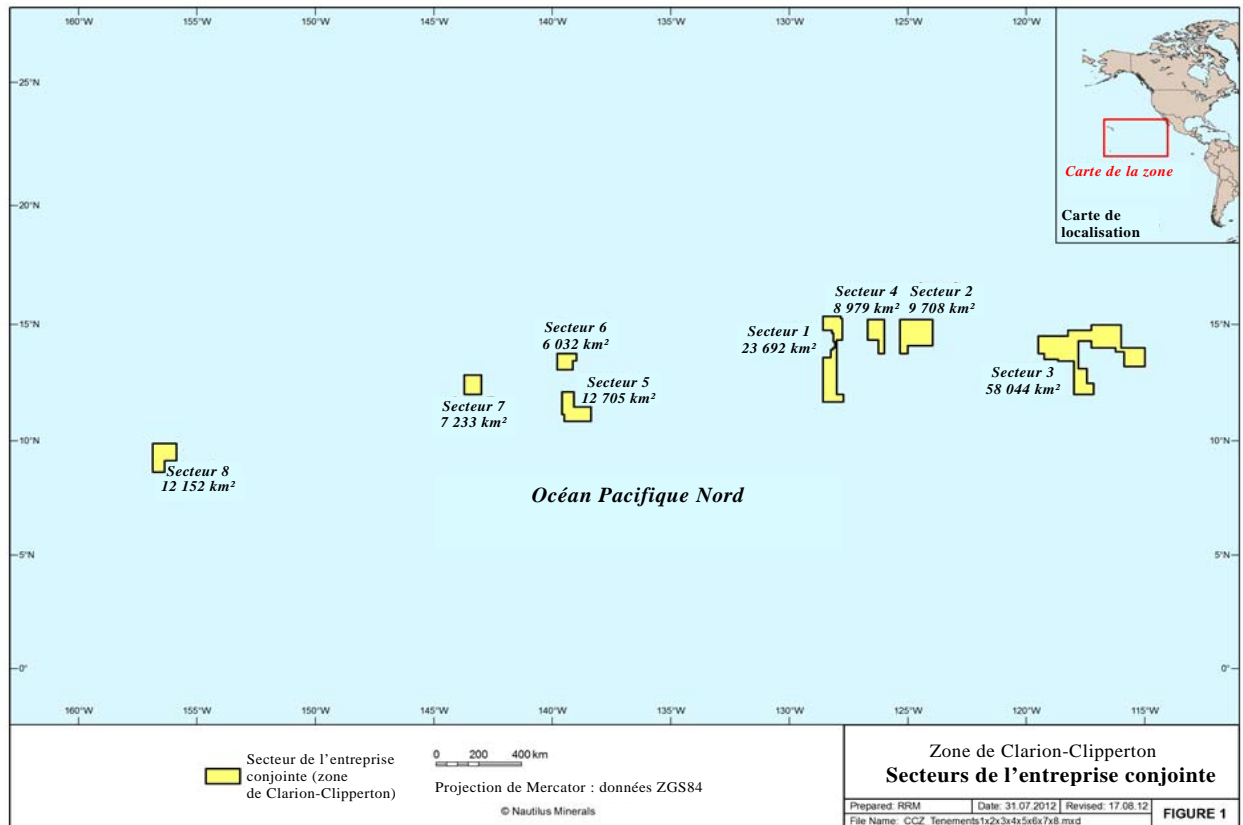 160°W 155°W 150°W 145°W 140°W 135°W 130°W 125°W 120°W
25°N
20°N
15°N
10°N
5°N
0°
Carte de la zone
Carte de
localisation
Secteur 4
8 979 km²
Secteur 2
9 708 km²
Secteur 6
6 032 km²
Secteur 1
23 692 km²
15°N
Secteur 3
58 044 km²
Secteur 5
12 705 km²
Secteur 7
7 233 km²
10°N
Secteur 8
12 152 km²
Océan Pacifique Nord
5°N
0°
160°W 155°W 150°W 145°W 140°W 135°W 130°W 125°W 120°W 115°W
Secteur de l'entreprise
conjointe (zone
de Clarion-Clipperton)
0 200 400 km
Projection de Mercator : données ZGS84
© Nautilus Minerals
Zone de Clarion-Clipperton
Secteurs de l'entreprise conjointe
Prepared: RRM Date: 31.07.2012 Revised: 17.08.12
File Name: CCZ_Tenements1x2x3x4x5x6x7x8.mxd
FIGURE 1